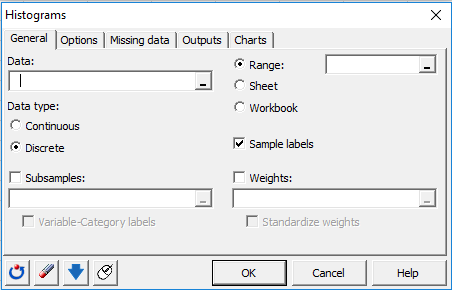 Histograms
General Options Missing data Outputs Charts
Data:
Range:
Sheet
Data type:
Workbook
Continuous
Discrete
Sample labels
Subsamples:
Weights:
Variable-Category labels
Standardize weights
OK Cancel Help